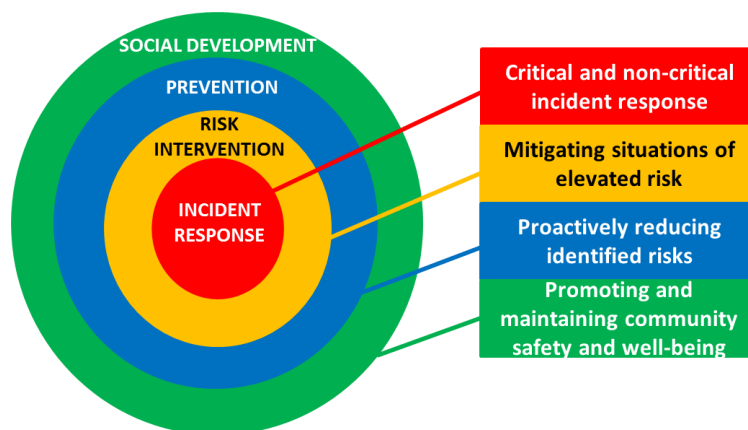 SOCIAL DEVELOPMENT
PREVENTION
RISK
INTERVENTION
INCIDENT
RESPONSE
Critical and non-critical
incident response
Mitigating situations of
elevated risk
Proactively reducing
identified risks
Promoting and
maintaining community
safety and well-being